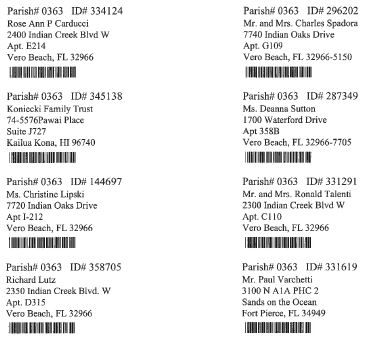 Parish# 0363 ID# 334124
Rose Ann P Carducci
2400 Indian Creek Blvd W
Apt. E214
Vero Beach, FL 32966
Parish# 0363 ID# 296202
Mr. and Mrs. Charles Spadora
7740 Indian Oaks Drive
Apt. G109
Vero Beach, FL 32966-5150
Parish# 0363 ID# 345138
Koniecki Family Trust
74-5576Pawai Place
Suite J727
Kailua Kona, HI 96740
Parish# 0363 ID# 287349
Ms. Deanna Sutton
1700 Waterford Drive
Apt 358B
Vero Beach, FL 32966-7705
Parish# 0363 ID# 144697
Ms. Christine Lipski
7720 Indian Oaks Drive
Apt I-212
Vero Beach, FL 32966
Parish# 0363 ID# 331291
Mr. and Mrs. Ronald Talenti
2300 Indian Creek Blvd W
Apt. C110
Vero Beach, FL 32966
Parish# 0363 ID# 358705
Richard Lutz
2350 Indian Creek Blvd. W
Apt. D315
Vero Beach, FL 32966
Parish# 0363 ID# 331619
Mr. Paul Varchetti
3100 N A1A PHC 2
Sands on the Ocean
Fort Pierce, FL 34949